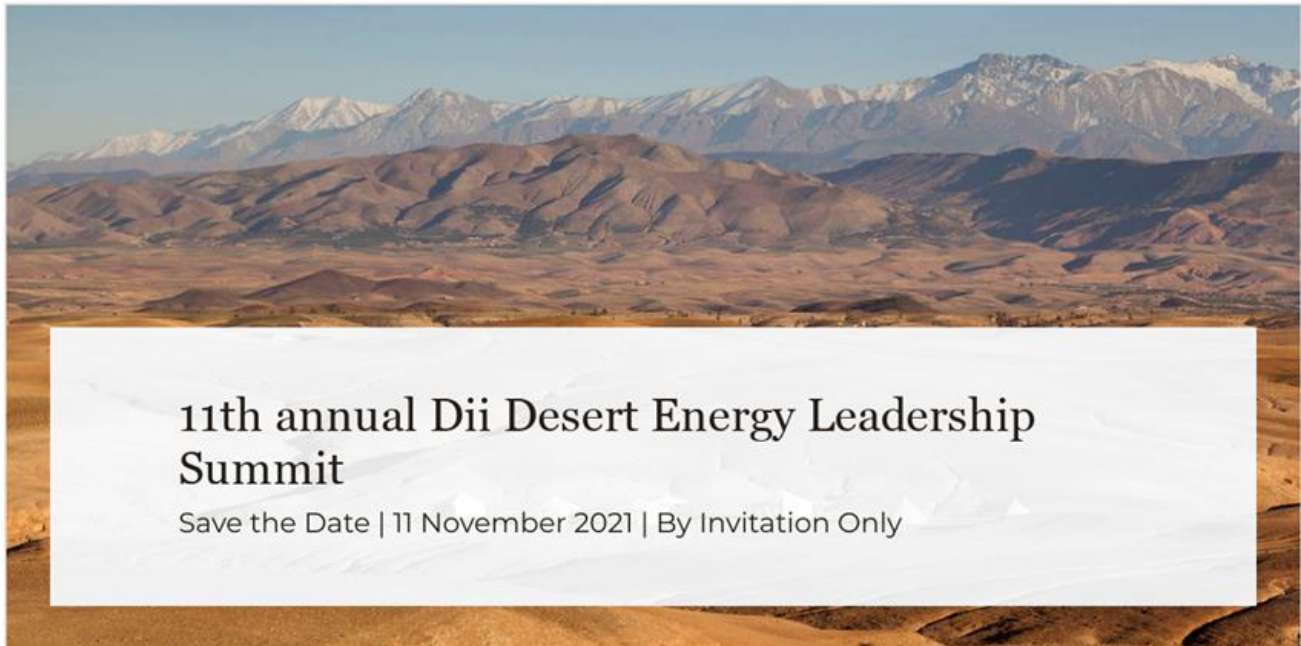 11th annual Dii Desert Energy Leadership
Summit
Save the Date | 11 November 2021 | By Invitation Only